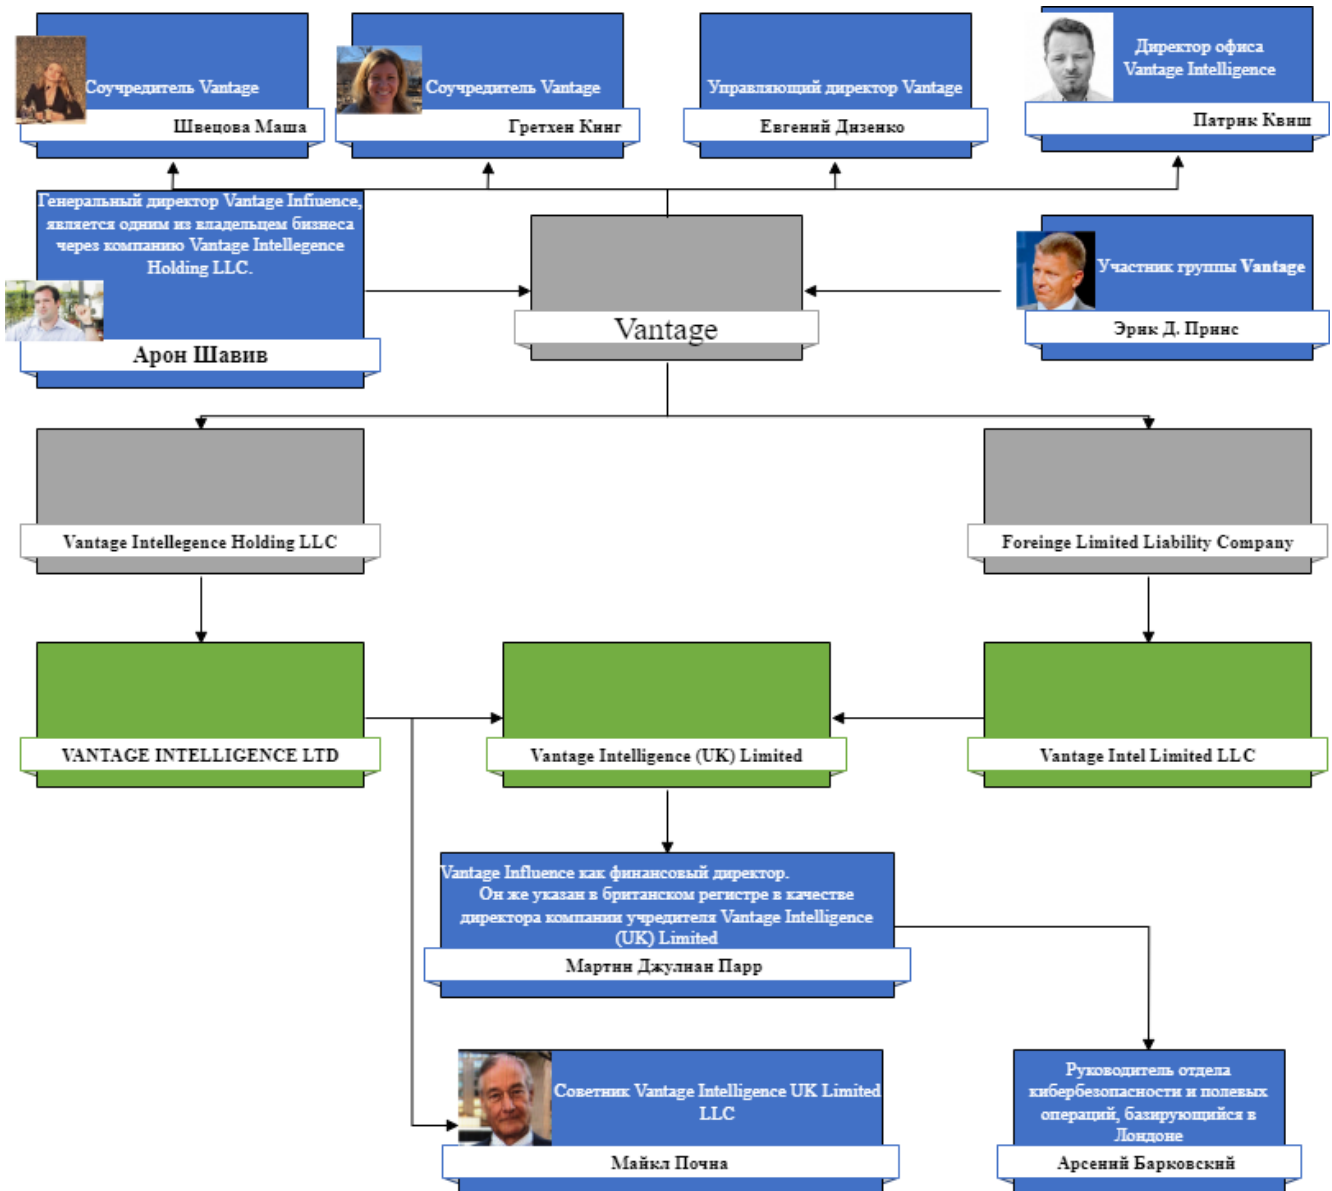 Соучредитель Vantage
Швецова Маша
Соучредитель Vantage
Гретхен Кинг
Управляющий директор Vantage
Евгений Дизенко
Директор офиса
Vantage Intelligence
Патрик Квиш
Генеральный директор Vantage Infiuence,
является одним из владельцем бизнеса
через компанию Vantage Intellegence
Holding LLC.
Арон Шавив
Vantage
Участник группы Vantage
Эрик Д. Принс
Vantage Intellegence Holding LLC
Foreinge Limited Liability Company
VANTAGE INTELLIGENCE LTD
Vantage Intelligence (UK) Limited
Vantage Intel Limited LLC
Vantage Influence как финансовый директор.
Он же указан в британском регистре в качестве
директора компании учредителя Vantage Intelligence
(UK) Limited
Мартин Джулиан Парр
Советник Vantage Intelligence UK Limited
LLC
Майкл Почна
Руководитель отдела
кибербезопасности и полевых
операций, базирующийся в
Лондоне
Арсений Барковский